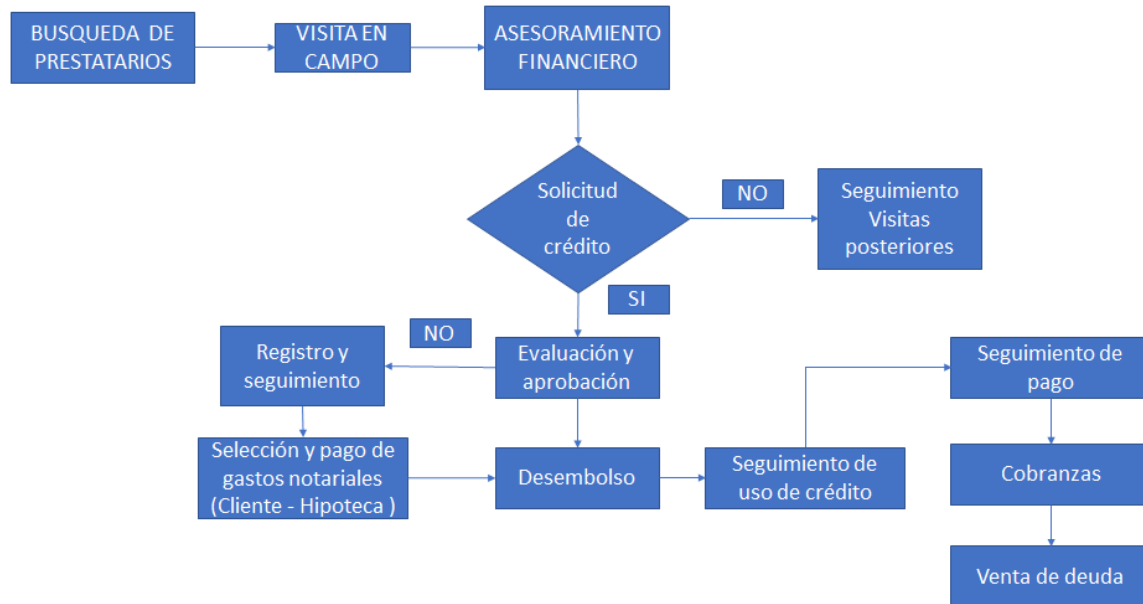 BUSQUEDA DE
PRESTATARIOS
VISITA EN
CAMPO
ASESORAMIENTO
FINANCIERO
Solicitud
de
crédito
NO
Seguimiento
Visitas
posteriores
SI
NO
Registro y
seguimiento
Evaluación y
aprobación
Seguimiento de
pago
Selección y pago de
gastos notariales
(Cliente - Hipoteca )
Desembolso
Seguimiento de
uso de crédito
Cobranzas
Venta de deuda